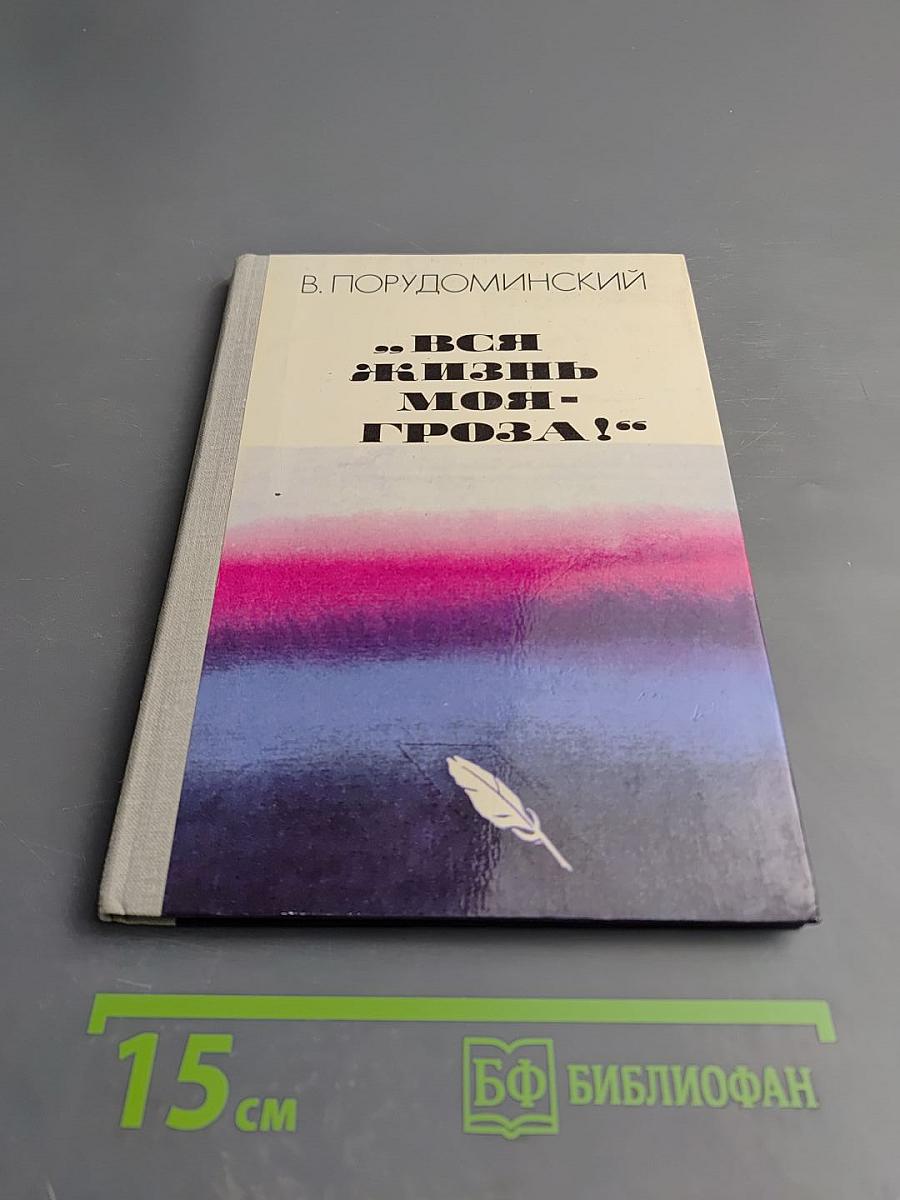 В. ПОРУДОМИНСКИЙ
„ВСЯ
ЖИЗНЬ
МОЯ-
ГРОЗА!“
15 см
БФ БИБЛИОФАН